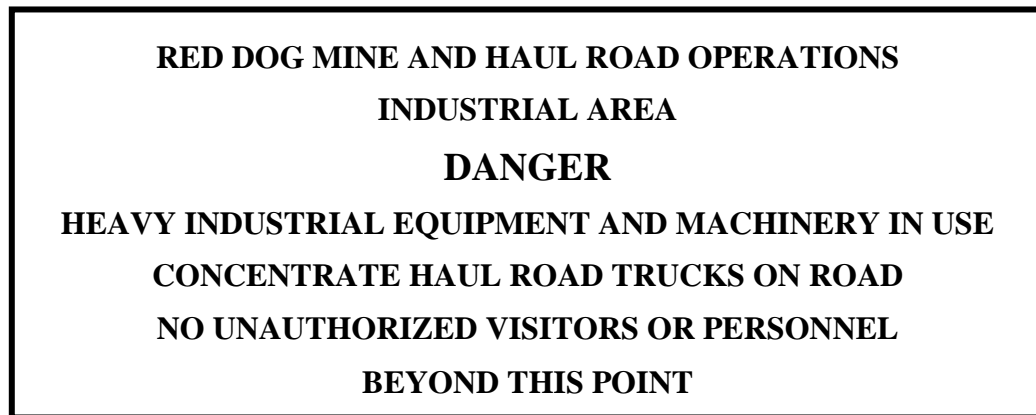 RED DOG MINE AND HAUL ROAD OPERATIONS
INDUSTRIAL AREA
DANGER
HEAVY INDUSTRIAL EQUIPMENT AND MACHINERY IN USE
CONCENTRATE HAUL ROAD TRUCKS ON ROAD
NO UNAUTHORIZED VISITORS OR PERSONNEL
BEYOND THIS POINT